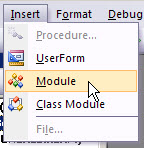 Insert Format Debug
Procedure...
UserForm
Module
Class Module
File...